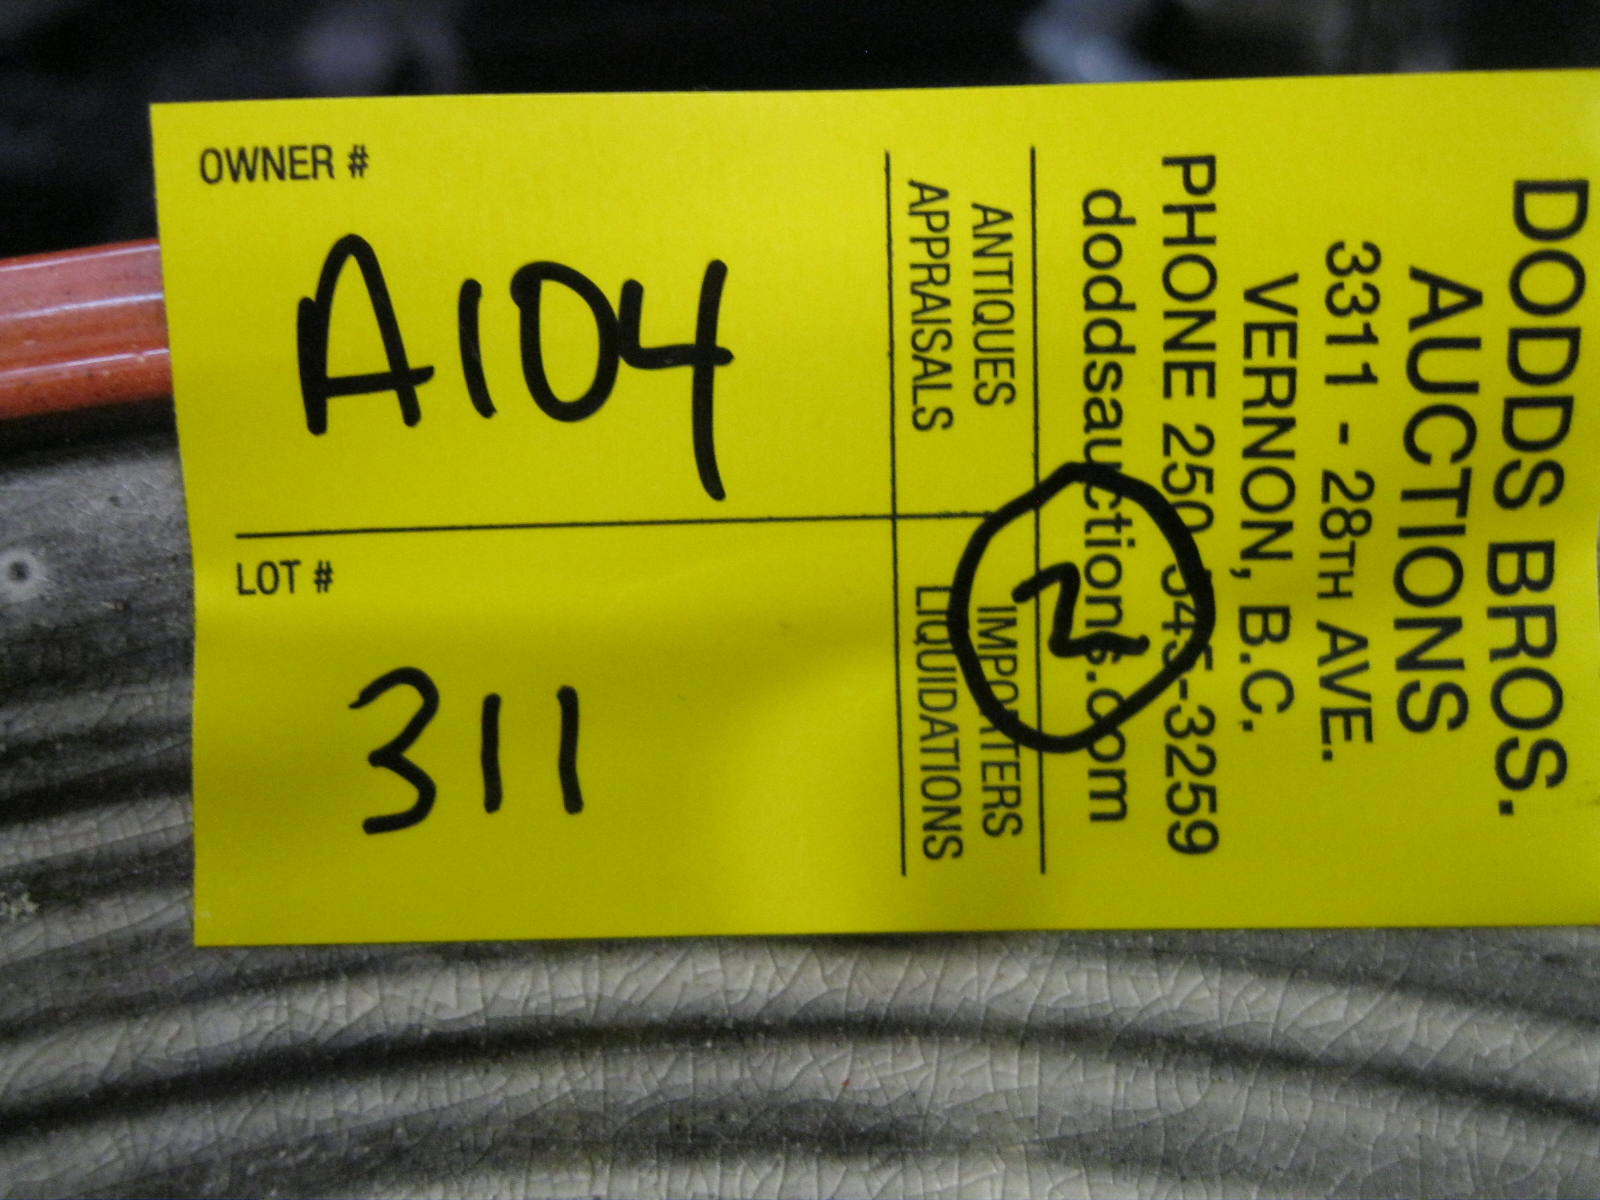 OWNER #
A104
LOT #
311
DODDS BROS.
AUCTIONS
3311 - 28TH AVE.
VERNON, B.C.
PHONE 250-545-3259
doddsauctions.com
ANTIQUES IMPORTERS
APPRAISALS LIQUIDATIONS